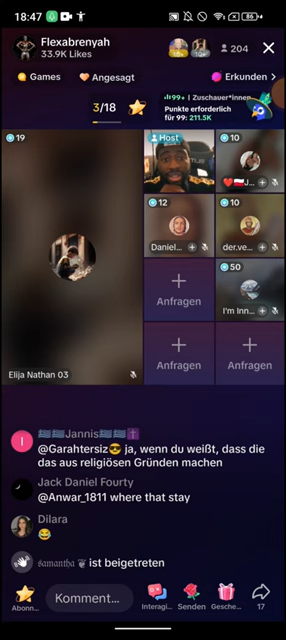 18:47
86
Flexabrenyah
33.9K Likes
204
Games
Angesagt
Erkunden
3/18
99+ | Zuschauer*innen
Punkte erforderlich
für 99: 211.5K
19
Host
10
❤️🇵🇱J...
12
Daniel...
10
der.ve...
50
I'm Inn...
Anfragen
Anfragen
Anfragen
Elija Nathan 03
I
🇬🇷🇬🇷Jannis🇬🇷🇬🇷✝️
@Garahtersiz😎 ja, wenn du weißt, dass die
das aus religiösen Gründen machen
Jack Daniel Fourty
@Anwar_1811 where that stay
Dilara
😂
samantha ist beigetreten
Kommentar...
Abonn...
Interagi...
Senden
Gesche...
17